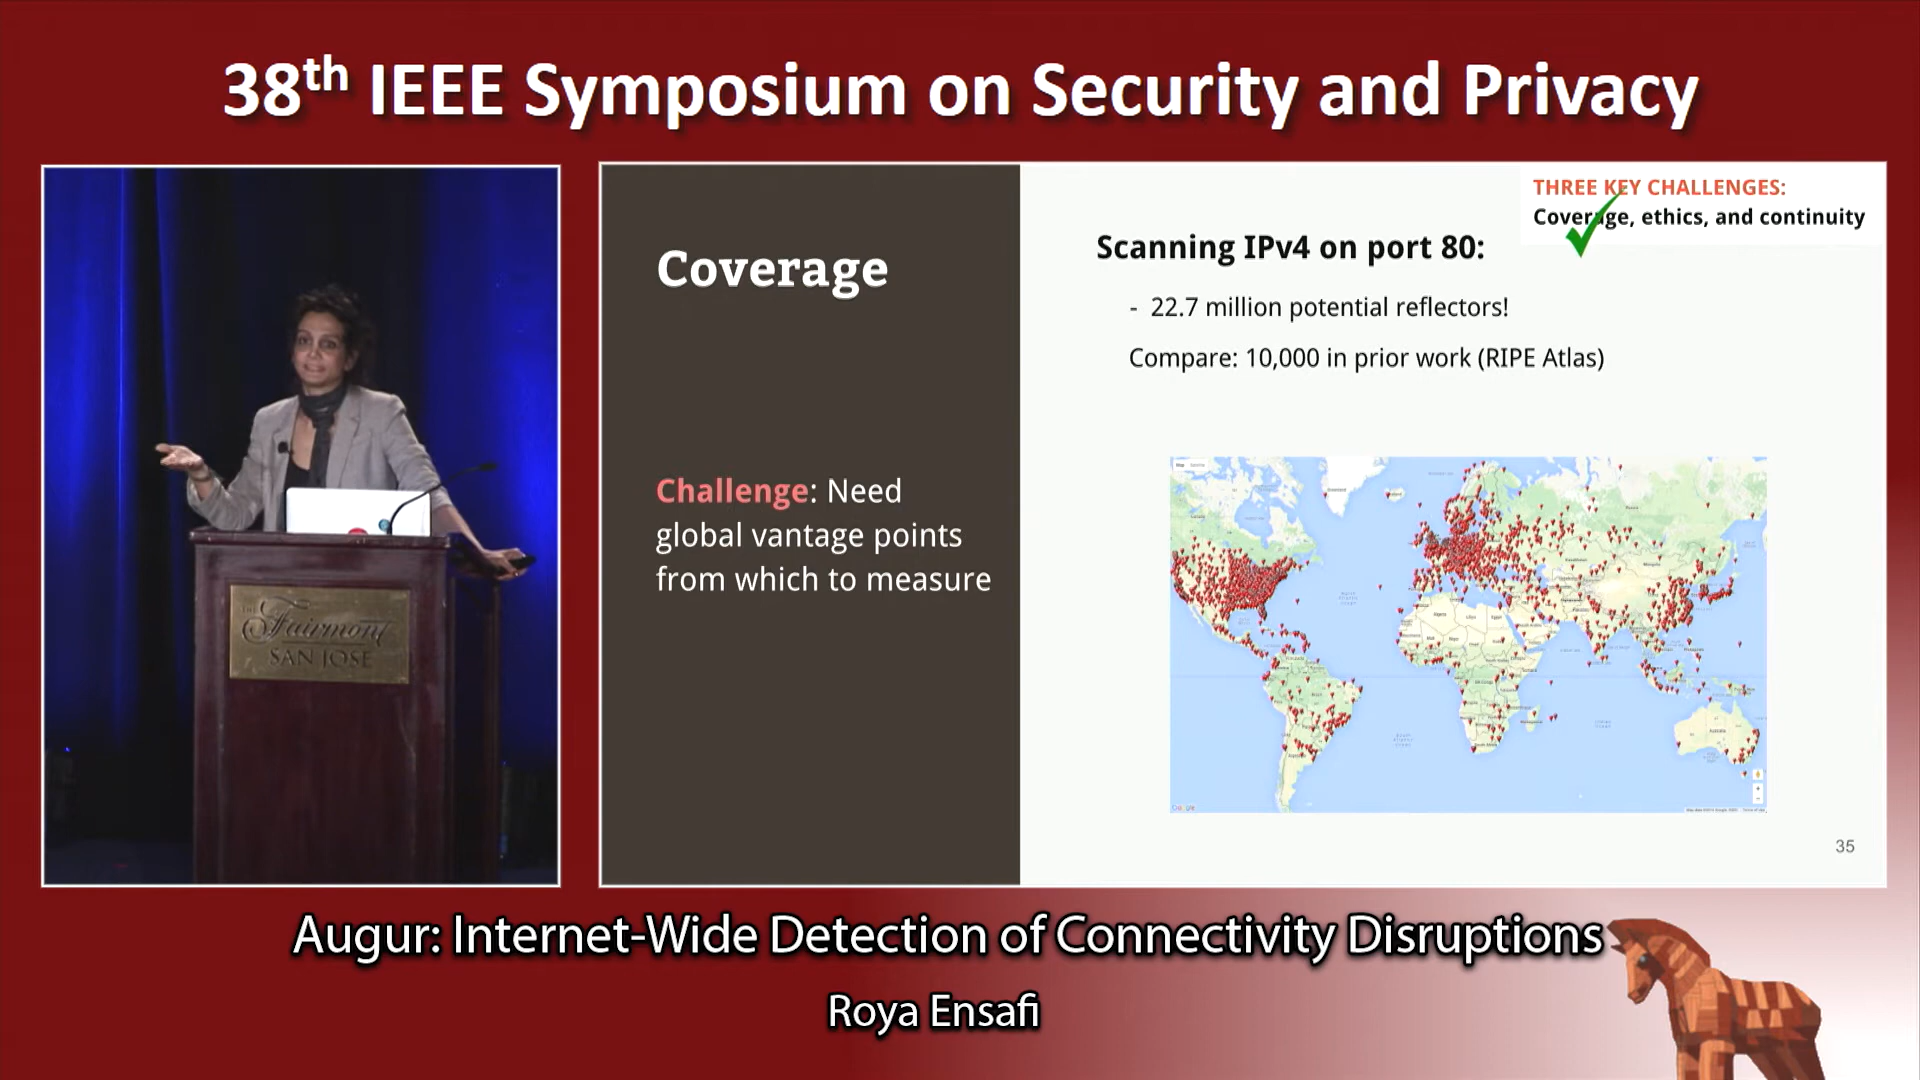 38th IEEE Symposium on Security and Privacy
Fairmont
SAN JOSE
Coverage
Challenge: Need
global vantage points
from which to measure
THREE KEY CHALLENGES:
Coverage, ethics, and continuity
Scanning IPv4 on port 80:
- 22.7 million potential reflectors!
Compare: 10,000 in prior work (RIPE Atlas)
35
Augur: Internet-Wide Detection of Connectivity Disruptions
Roya Ensafi